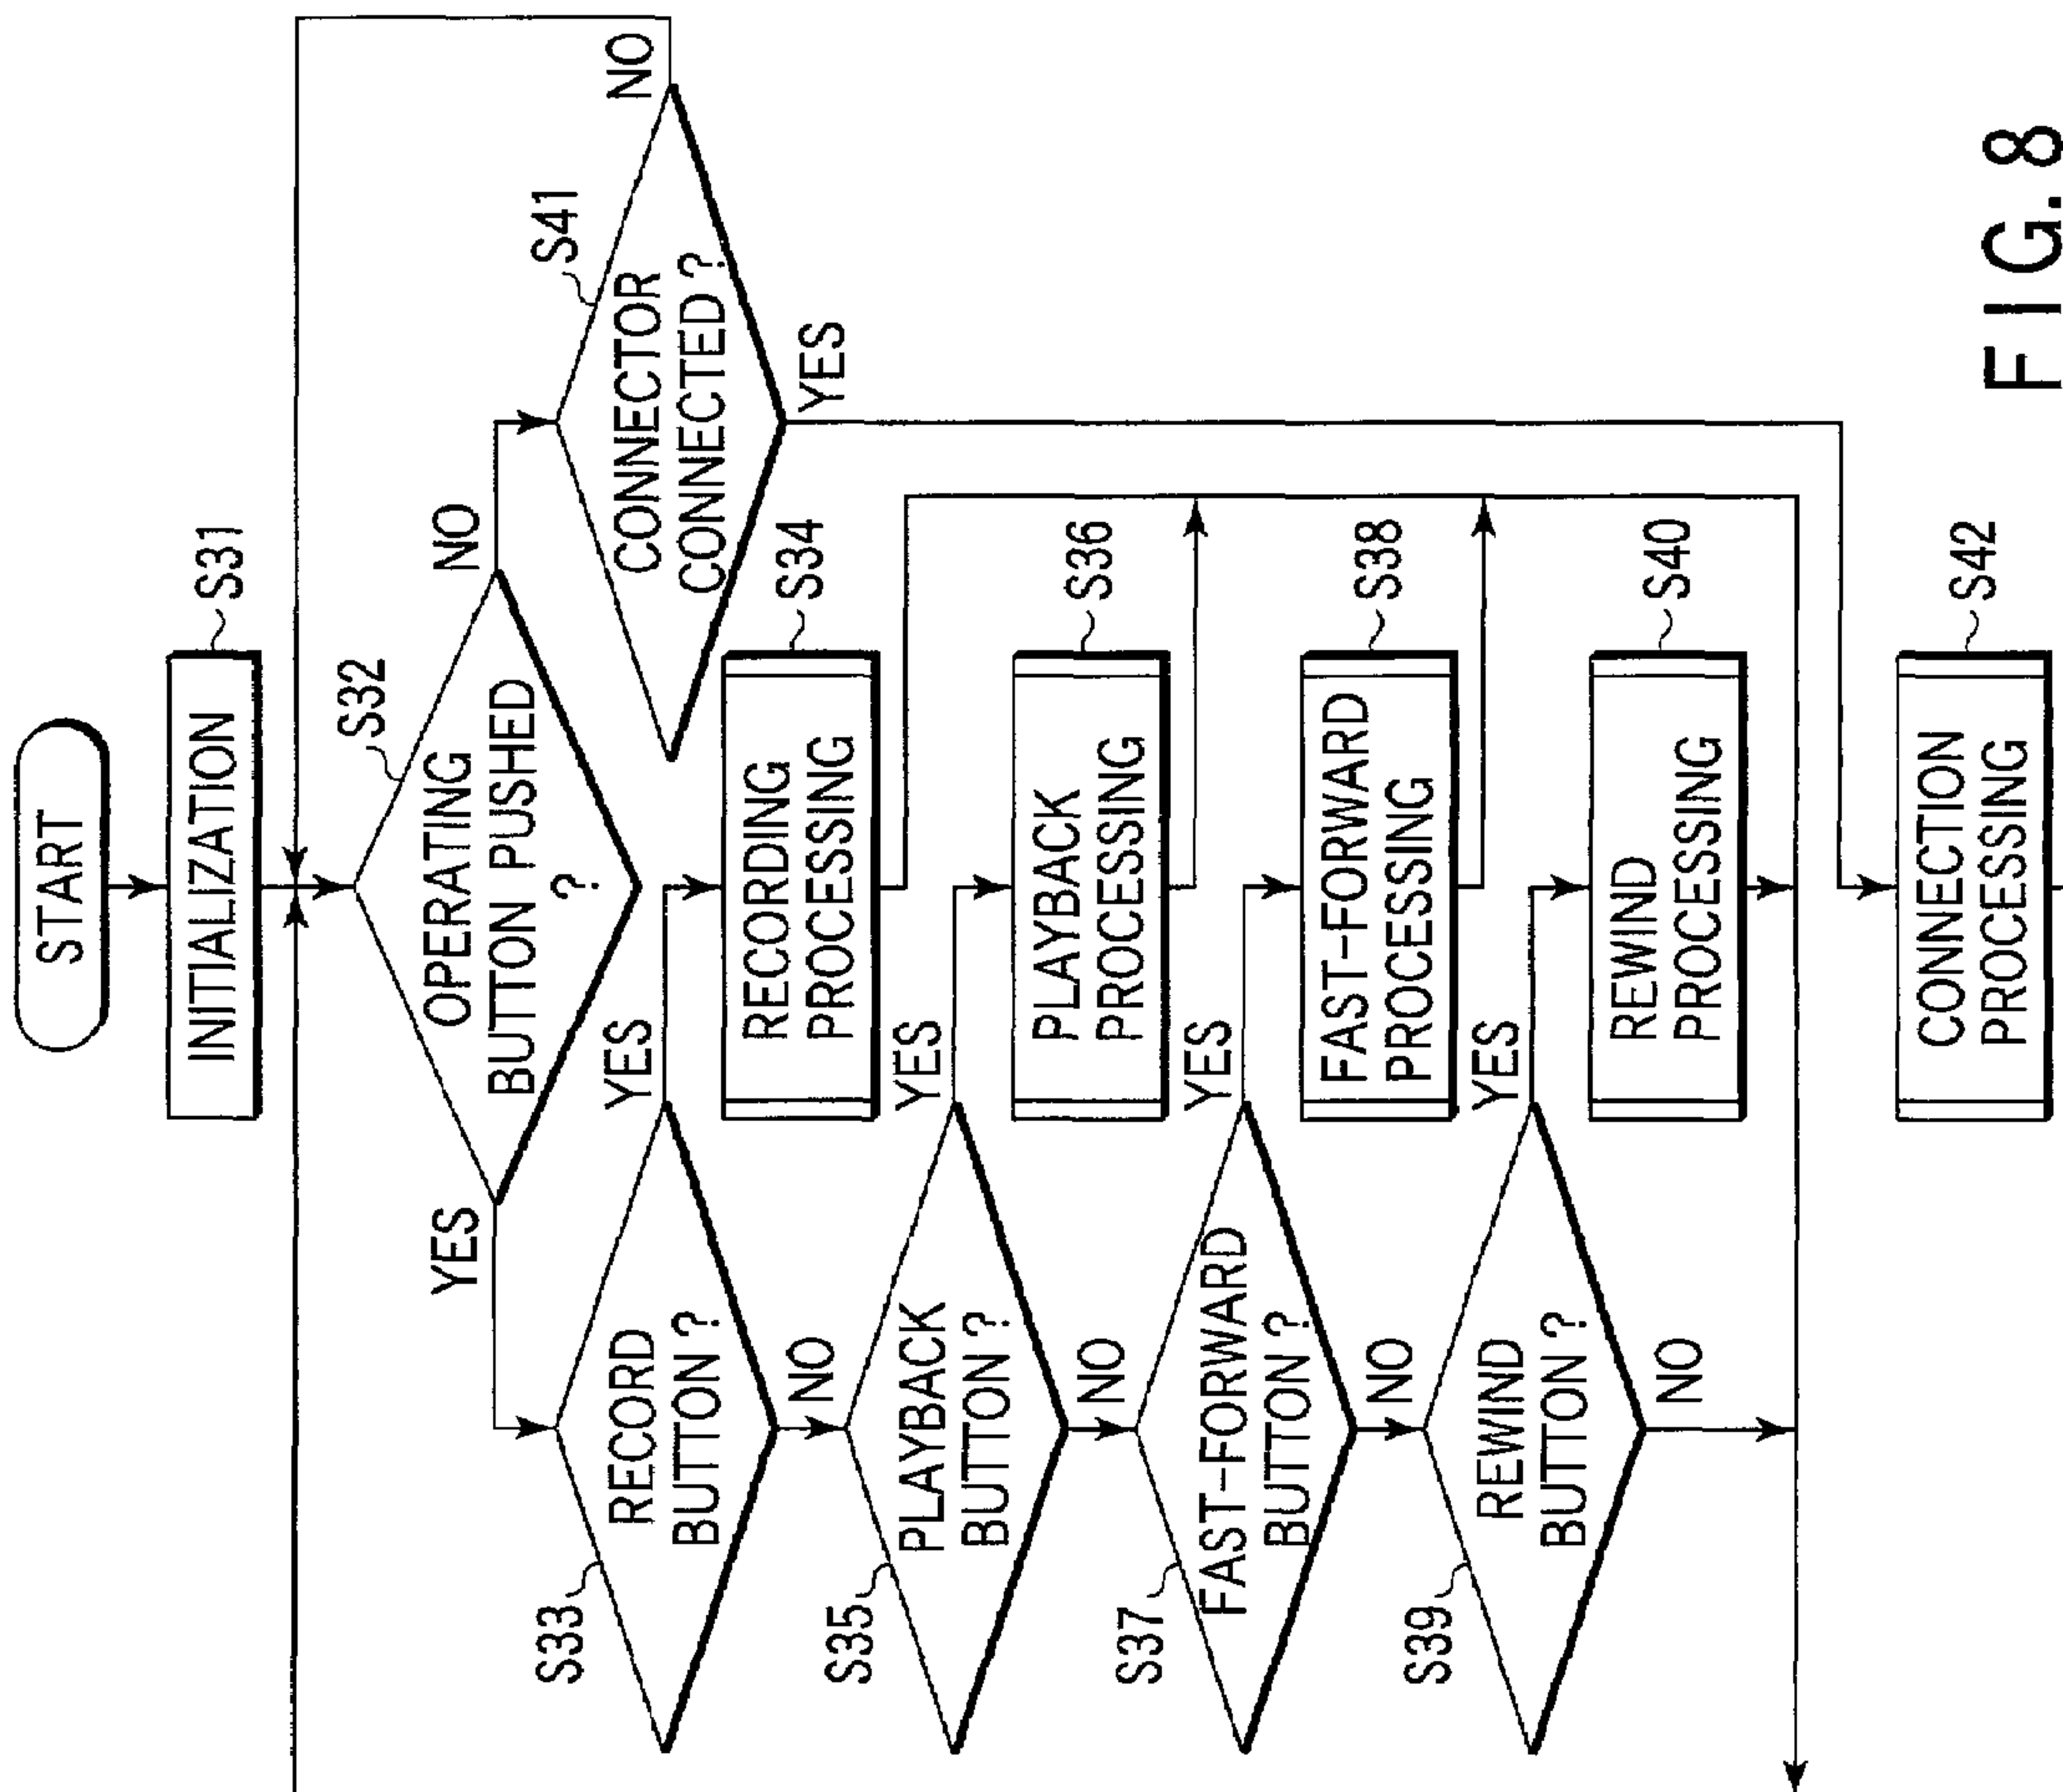 START
INITIALIZATION
S31
OPERATING
BUTTON PUSHED
?
S32
YES
NO
RECORD
BUTTON ?
S33
YES
NO
RECORDING
PROCESSING
S34
CONNECTOR
CONNECTED ?
S41
NO
YES
PLAYBACK
BUTTON ?
S35
YES
NO
PLAYBACK
PROCESSING
S36
FAST-FORWARD
BUTTON ?
S37
YES
NO
FAST-FORWARD
PROCESSING
S38
REWIND
BUTTON ?
S39
YES
NO
REWIND
PROCESSING
S40
CONNECTION
PROCESSING
S42
FIG.8